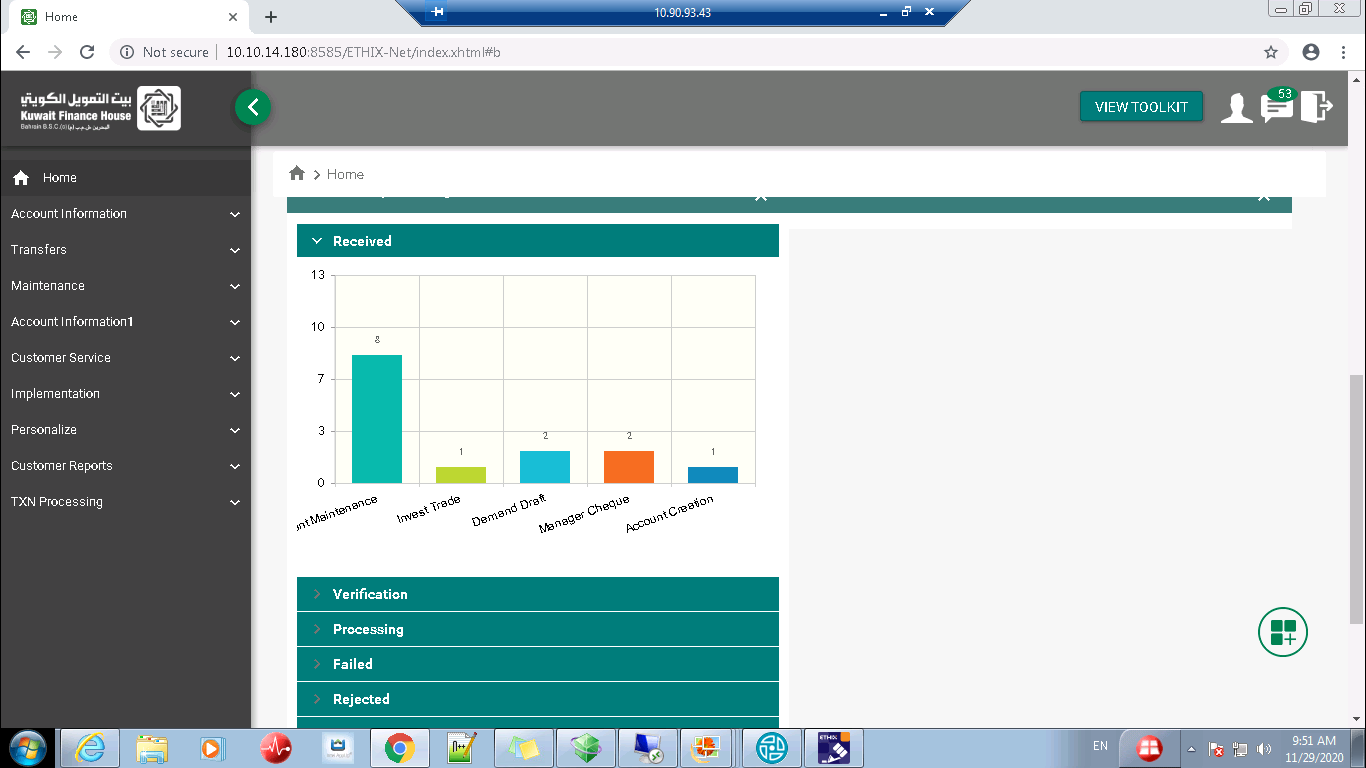 Home
10.90.93.43
Not secure
10.10.14.180:8585/ETHIX-Net/index.xhtml#b
بيت التمويل الكويتي
Kuwait Finance House
VIEW TOOLKIT
53
Home
Home
Account Information
Transfers
Maintenance
Account Information1
Customer Service
Implementation
Personalize
Customer Reports
TXN Processing
Received
13
10
7
3
0
8
1
2
2
1
nt Maintenance
Invest Trade
Demand Draft
Manager Cheque
Account Creation
Verification
Processing
Failed
Rejected
ETHIX
EN
9:51 AM
11/29/2020